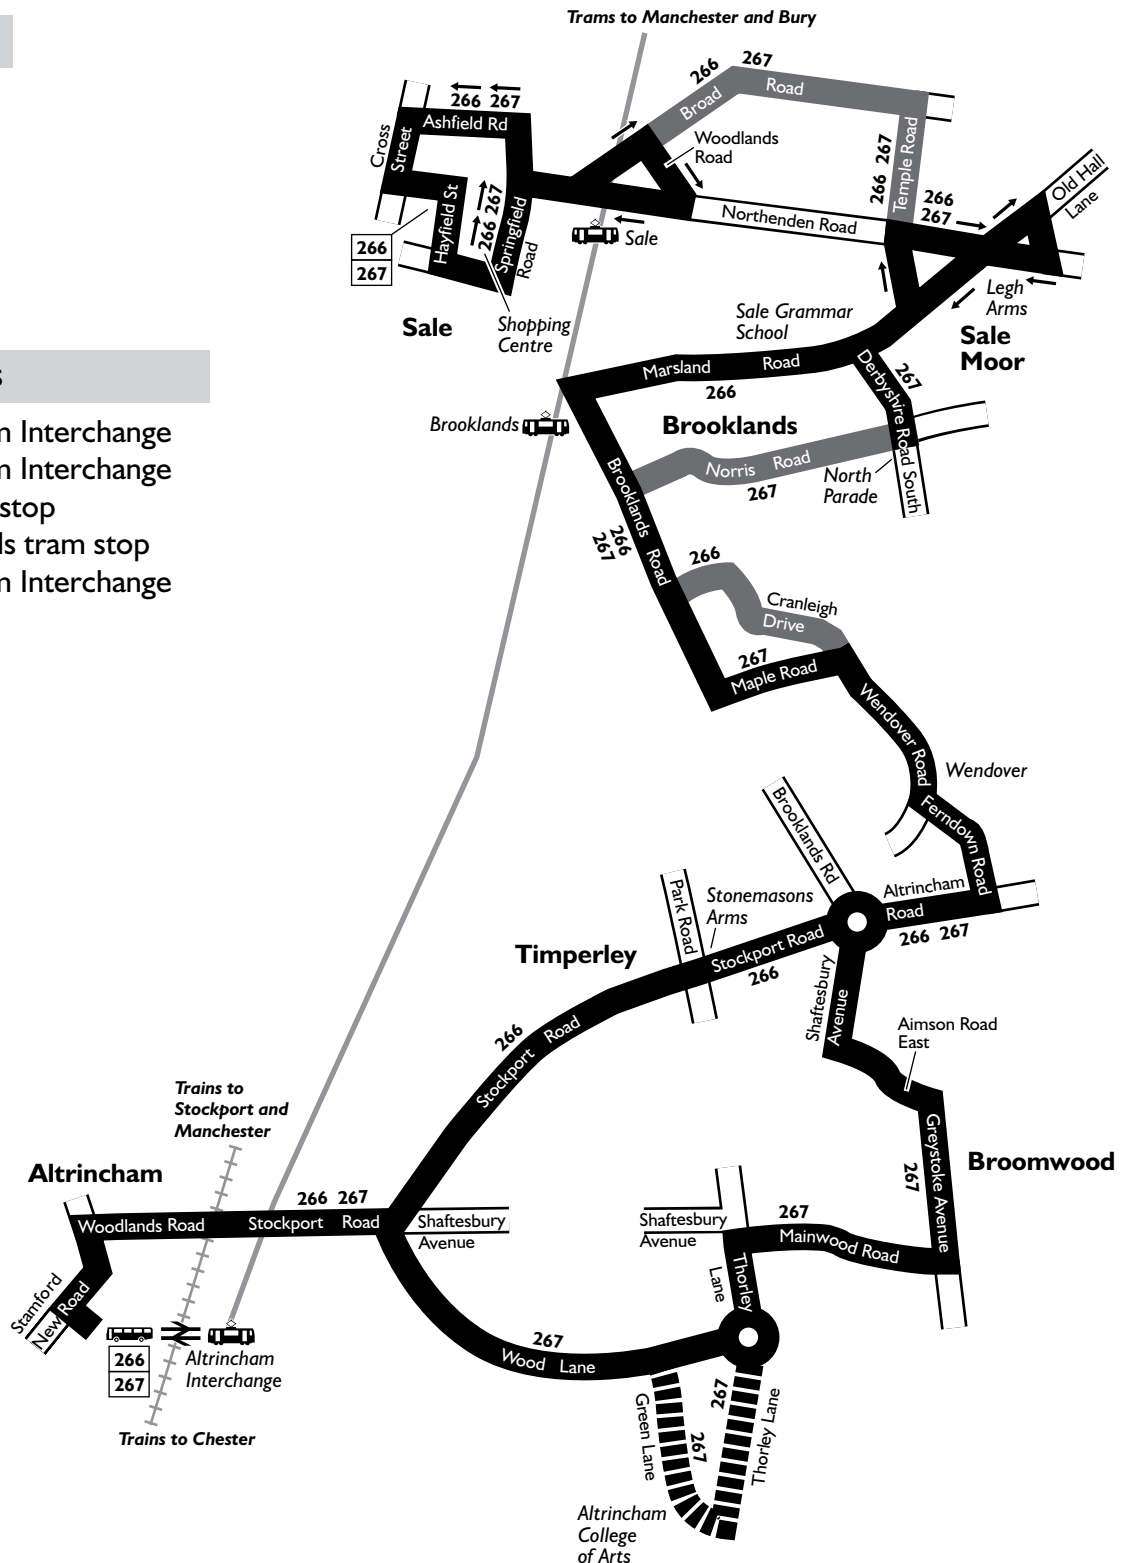 Trams to Manchester and Bury
266
267
Broad
Road
266 267
Ashfield Rd
Cross
Street
Woodlands
Road
266 267
Temple Road
Old Hall
Lane
266
267
Northenden Road
Hayfield St
266 267
Springfield
Road
266
267
Sale
Legh
Arms
Sale
Shopping
Centre
Sale Grammar
School
Sale
Moor
Marsland
Road
266
Derbyshire Road South
267
Brooklands
Brooklands
Norris Road
267
North
Parade
Brooklands Road
266
267
s
m Interchange
m Interchange
stop
ds tram stop
m Interchange
266
Cranleigh
Drive
267
Maple Road
Wendover Road
Wendover
Ferndown Road
Brooklands Rd
Park Road
Stonemasons
Arms
Altrincham
Road
266 267
Timperley
Stockport Road
266
Shaftesbury
Avenue
266
Stockport Road
Aimson Road
East
Trains to
Stockport and
Manchester
Greystoke Avenue
267
Broomwood
Altrincham
266 267
Woodlands Road
Stockport Road
Shaftesbury
Avenue
Shaftesbury
Avenue
267
Mainwood Road
Thorley
Lane
Stamford
New Road
266
267
Altrincham
Interchange
267
Wood Lane
Trains to Chester
Green Lane
267
267
Thorley Lane
Altrincham
College
of Arts